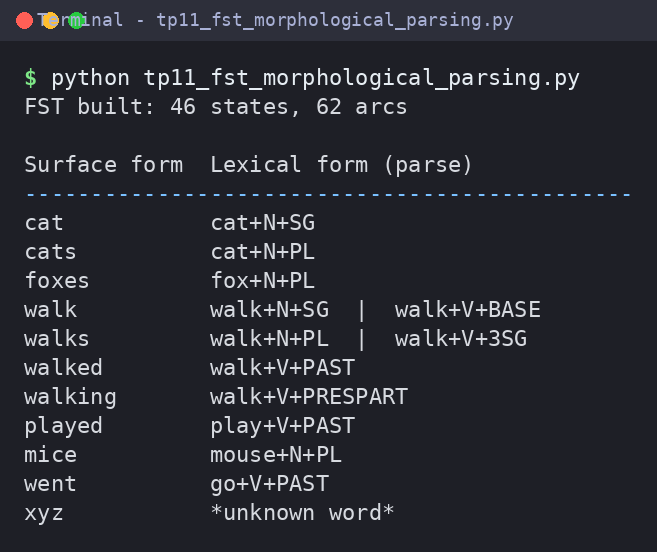 Terminal - tp11_fst_morphological_parsing.py
$ python tp11_fst_morphological_parsing.py
FST built: 46 states, 62 arcs
Surface form  Lexical form (parse)
----------------------------------------------
cat           cat+N+SG
cats          cat+N+PL
foxes         fox+N+PL
walk          walk+N+SG  |  walk+V+BASE
walks         walk+N+PL  |  walk+V+3SG
walked        walk+V+PAST
walking       walk+V+PRESPART
played        play+V+PAST
mice          mouse+N+PL
went          go+V+PAST
xyz           *unknown word*